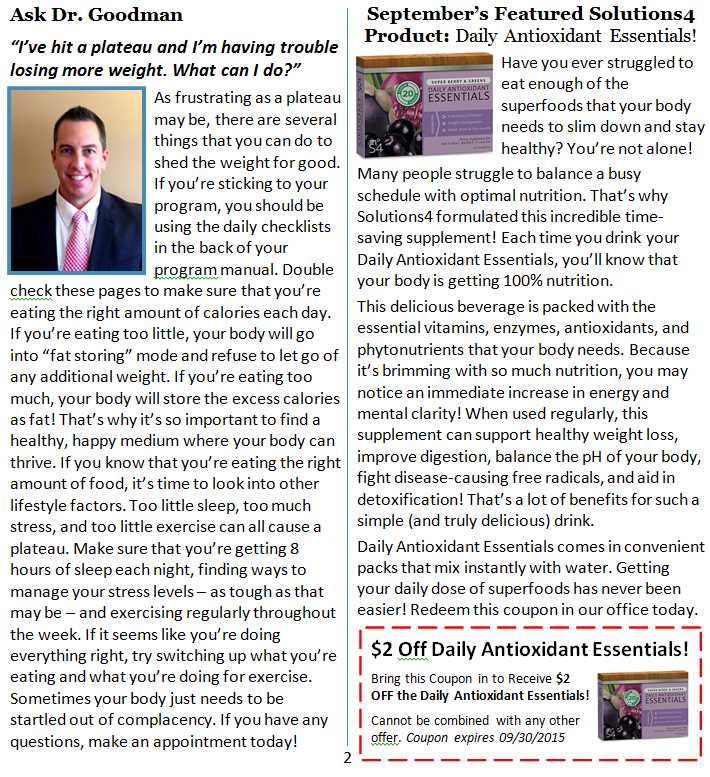 Ask Dr. Goodman
“I’ve hit a plateau and I’m having trouble
losing more weight. What can I do?”
As frustrating as a plateau
may be, there are several
things that you can do to
shed the weight for good.
If you’re sticking to your
program, you should be
using the daily checklists
in the back of your
program manual. Double
check these pages to make sure that you’re
eating the right amount of calories each day.
If you’re eating too little, your body will go
into “fat storing” mode and refuse to let go of
any additional weight. If you’re eating too
much, your body will store the excess calories
as fat! That’s why it’s so important to find a
healthy, happy medium where your body can
thrive. If you know that you’re eating the right
amount of food, it’s time to look into other
lifestyle factors. Too little sleep, too much
stress, and too little exercise can all cause a
plateau. Make sure that you’re getting 8
hours of sleep each night, finding ways to
manage your stress levels – as tough as that
may be – and exercising regularly throughout
the week. If it seems like you’re doing
everything right, try switching up what you’re
eating and what you’re doing for exercise.
Sometimes your body just needs to be
startled out of complacency. If you have any
questions, make an appointment today!
September’s Featured Solutions4
Product: Daily Antioxidant Essentials!
SUPER BERRY & GREENS
DAILY ANTIOXIDANT
ESSENTIALS
20
S4
Have you ever struggled to
eat enough of the
superfoods that your body
needs to slim down and stay
healthy? You’re not alone!
Many people struggle to balance a busy
schedule with optimal nutrition. That’s why
Solutions4 formulated this incredible time-
saving supplement! Each time you drink your
Daily Antioxidant Essentials, you’ll know that
your body is getting 100% nutrition.
This delicious beverage is packed with the
essential vitamins, enzymes, antioxidants, and
phytonutrients that your body needs. Because
it’s brimming with so much nutrition, you may
notice an immediate increase in energy and
mental clarity! When used regularly, this
supplement can support healthy weight loss,
improve digestion, balance the pH of your body,
fight disease-causing free radicals, and aid in
detoxification! That’s a lot of benefits for such a
simple (and truly delicious) drink.
Daily Antioxidant Essentials comes in convenient
packs that mix instantly with water. Getting
your daily dose of superfoods has never been
easier! Redeem this coupon in our office today.
$2 Off Daily Antioxidant Essentials!
Bring this Coupon in to Receive $2
OFF the Daily Antioxidant Essentials!
Cannot be combined with any other
offer. Coupon expires 09/30/2015
SUPER BERRY & GREENS
DAILY ANTIOXIDANT
ESSENTIALS
S4
2